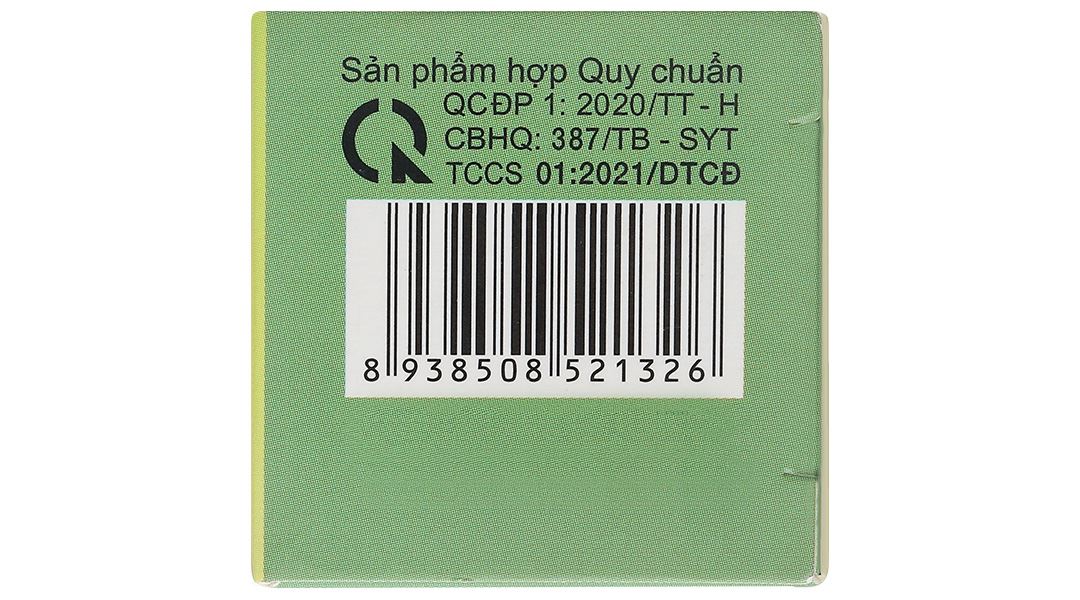 Sản phẩm hợp Quy chuẩn
QCĐP 1: 2020/TT - H
CBHQ: 387/TB - SYT
TCCS 01:2021/DTCĐ
8 938508 521326